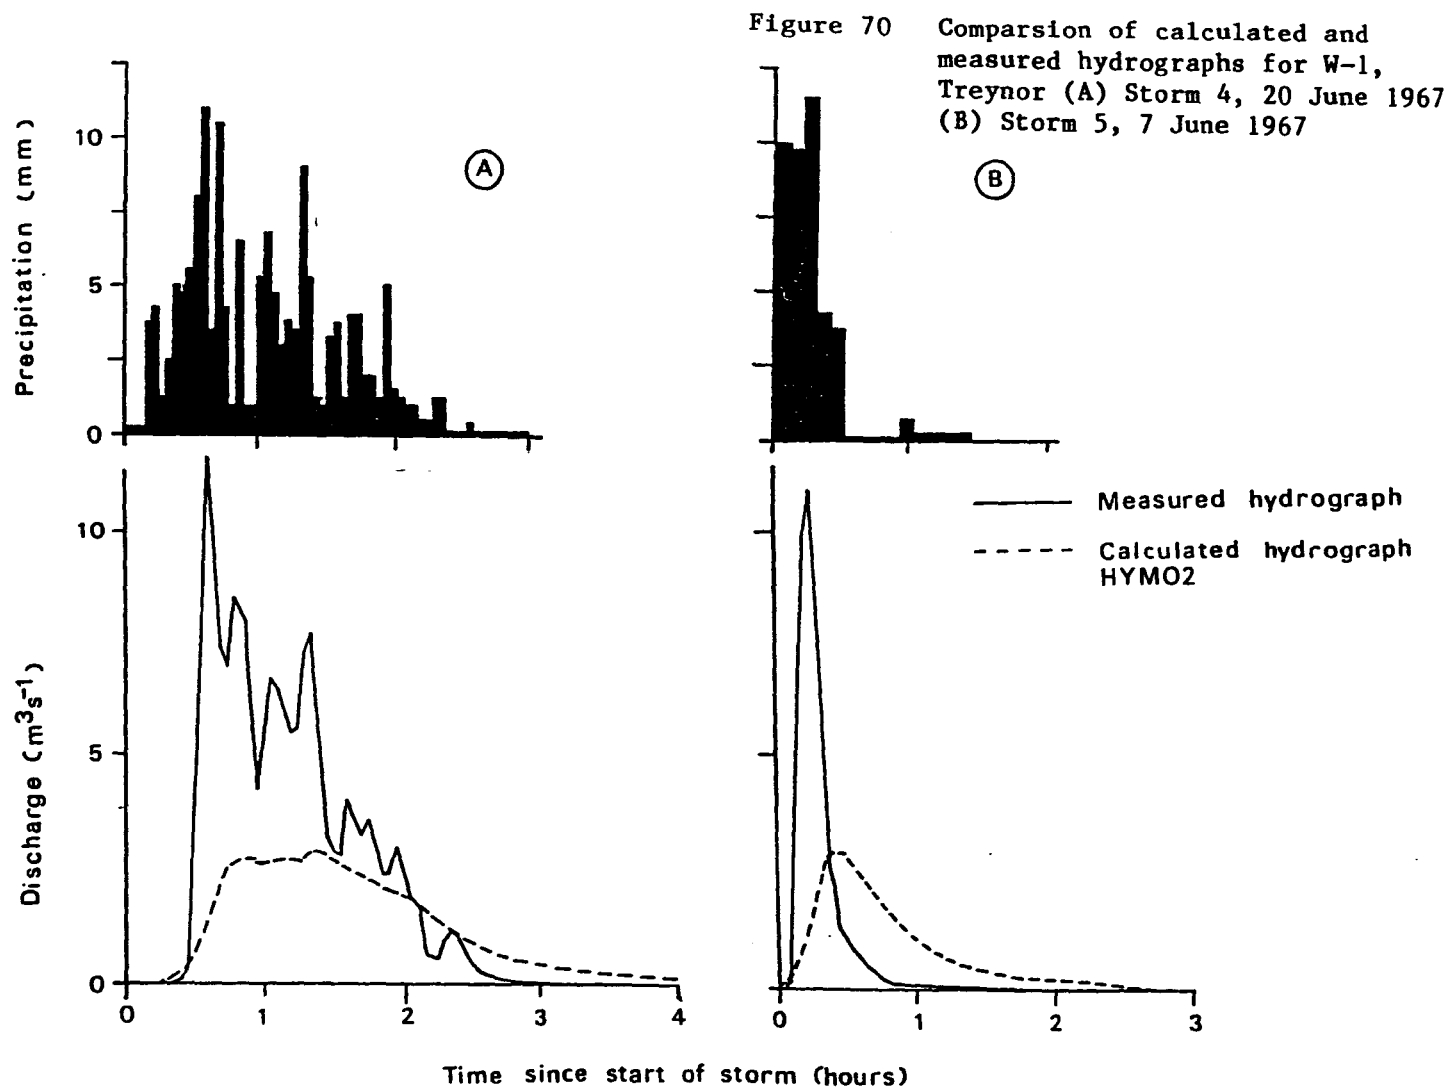 Figure 70 Comparsion of calculated and
measured hydrographs for W-1,
Treynor (A) Storm 4, 20 June 1967
(B) Storm 5, 7 June 1967
Precipitation (mm)
10
5
0
A
B
Discharge (m³s⁻¹)
10
5
0
Measured hydrograph
Calculated hydrograph
HYMO2
0 1 2 3 4
0 1 2 3
Time since start of storm (hours)